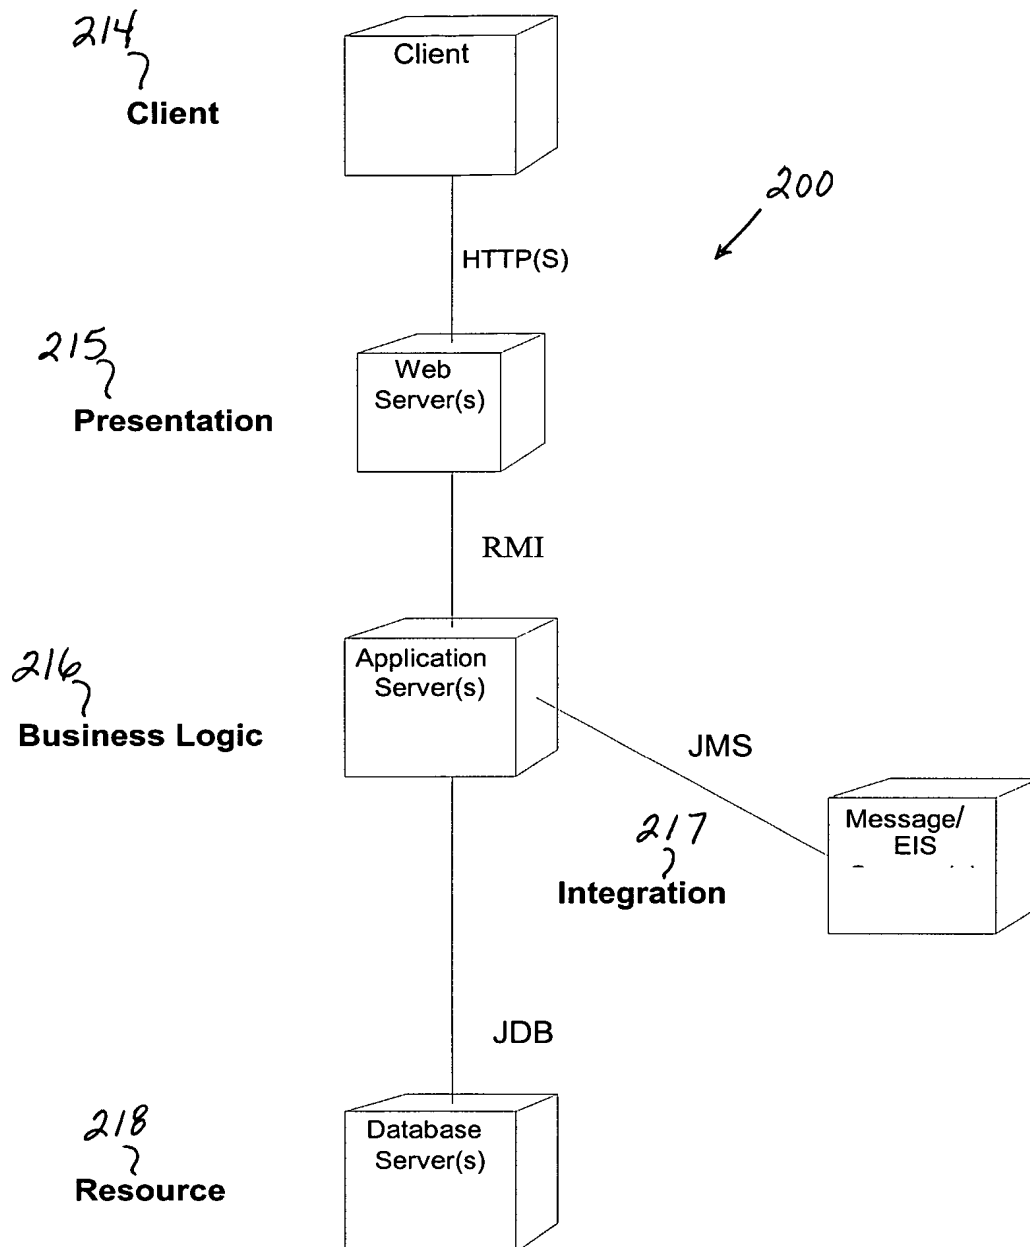 214
Client
Client
200
HTTP(S)
215
Presentation
Web
Server(s)
RMI
216
Business Logic
Application
Server(s)
JMS
217
Integration
Message/
EIS
JDB
218
Resource
Database
Server(s)